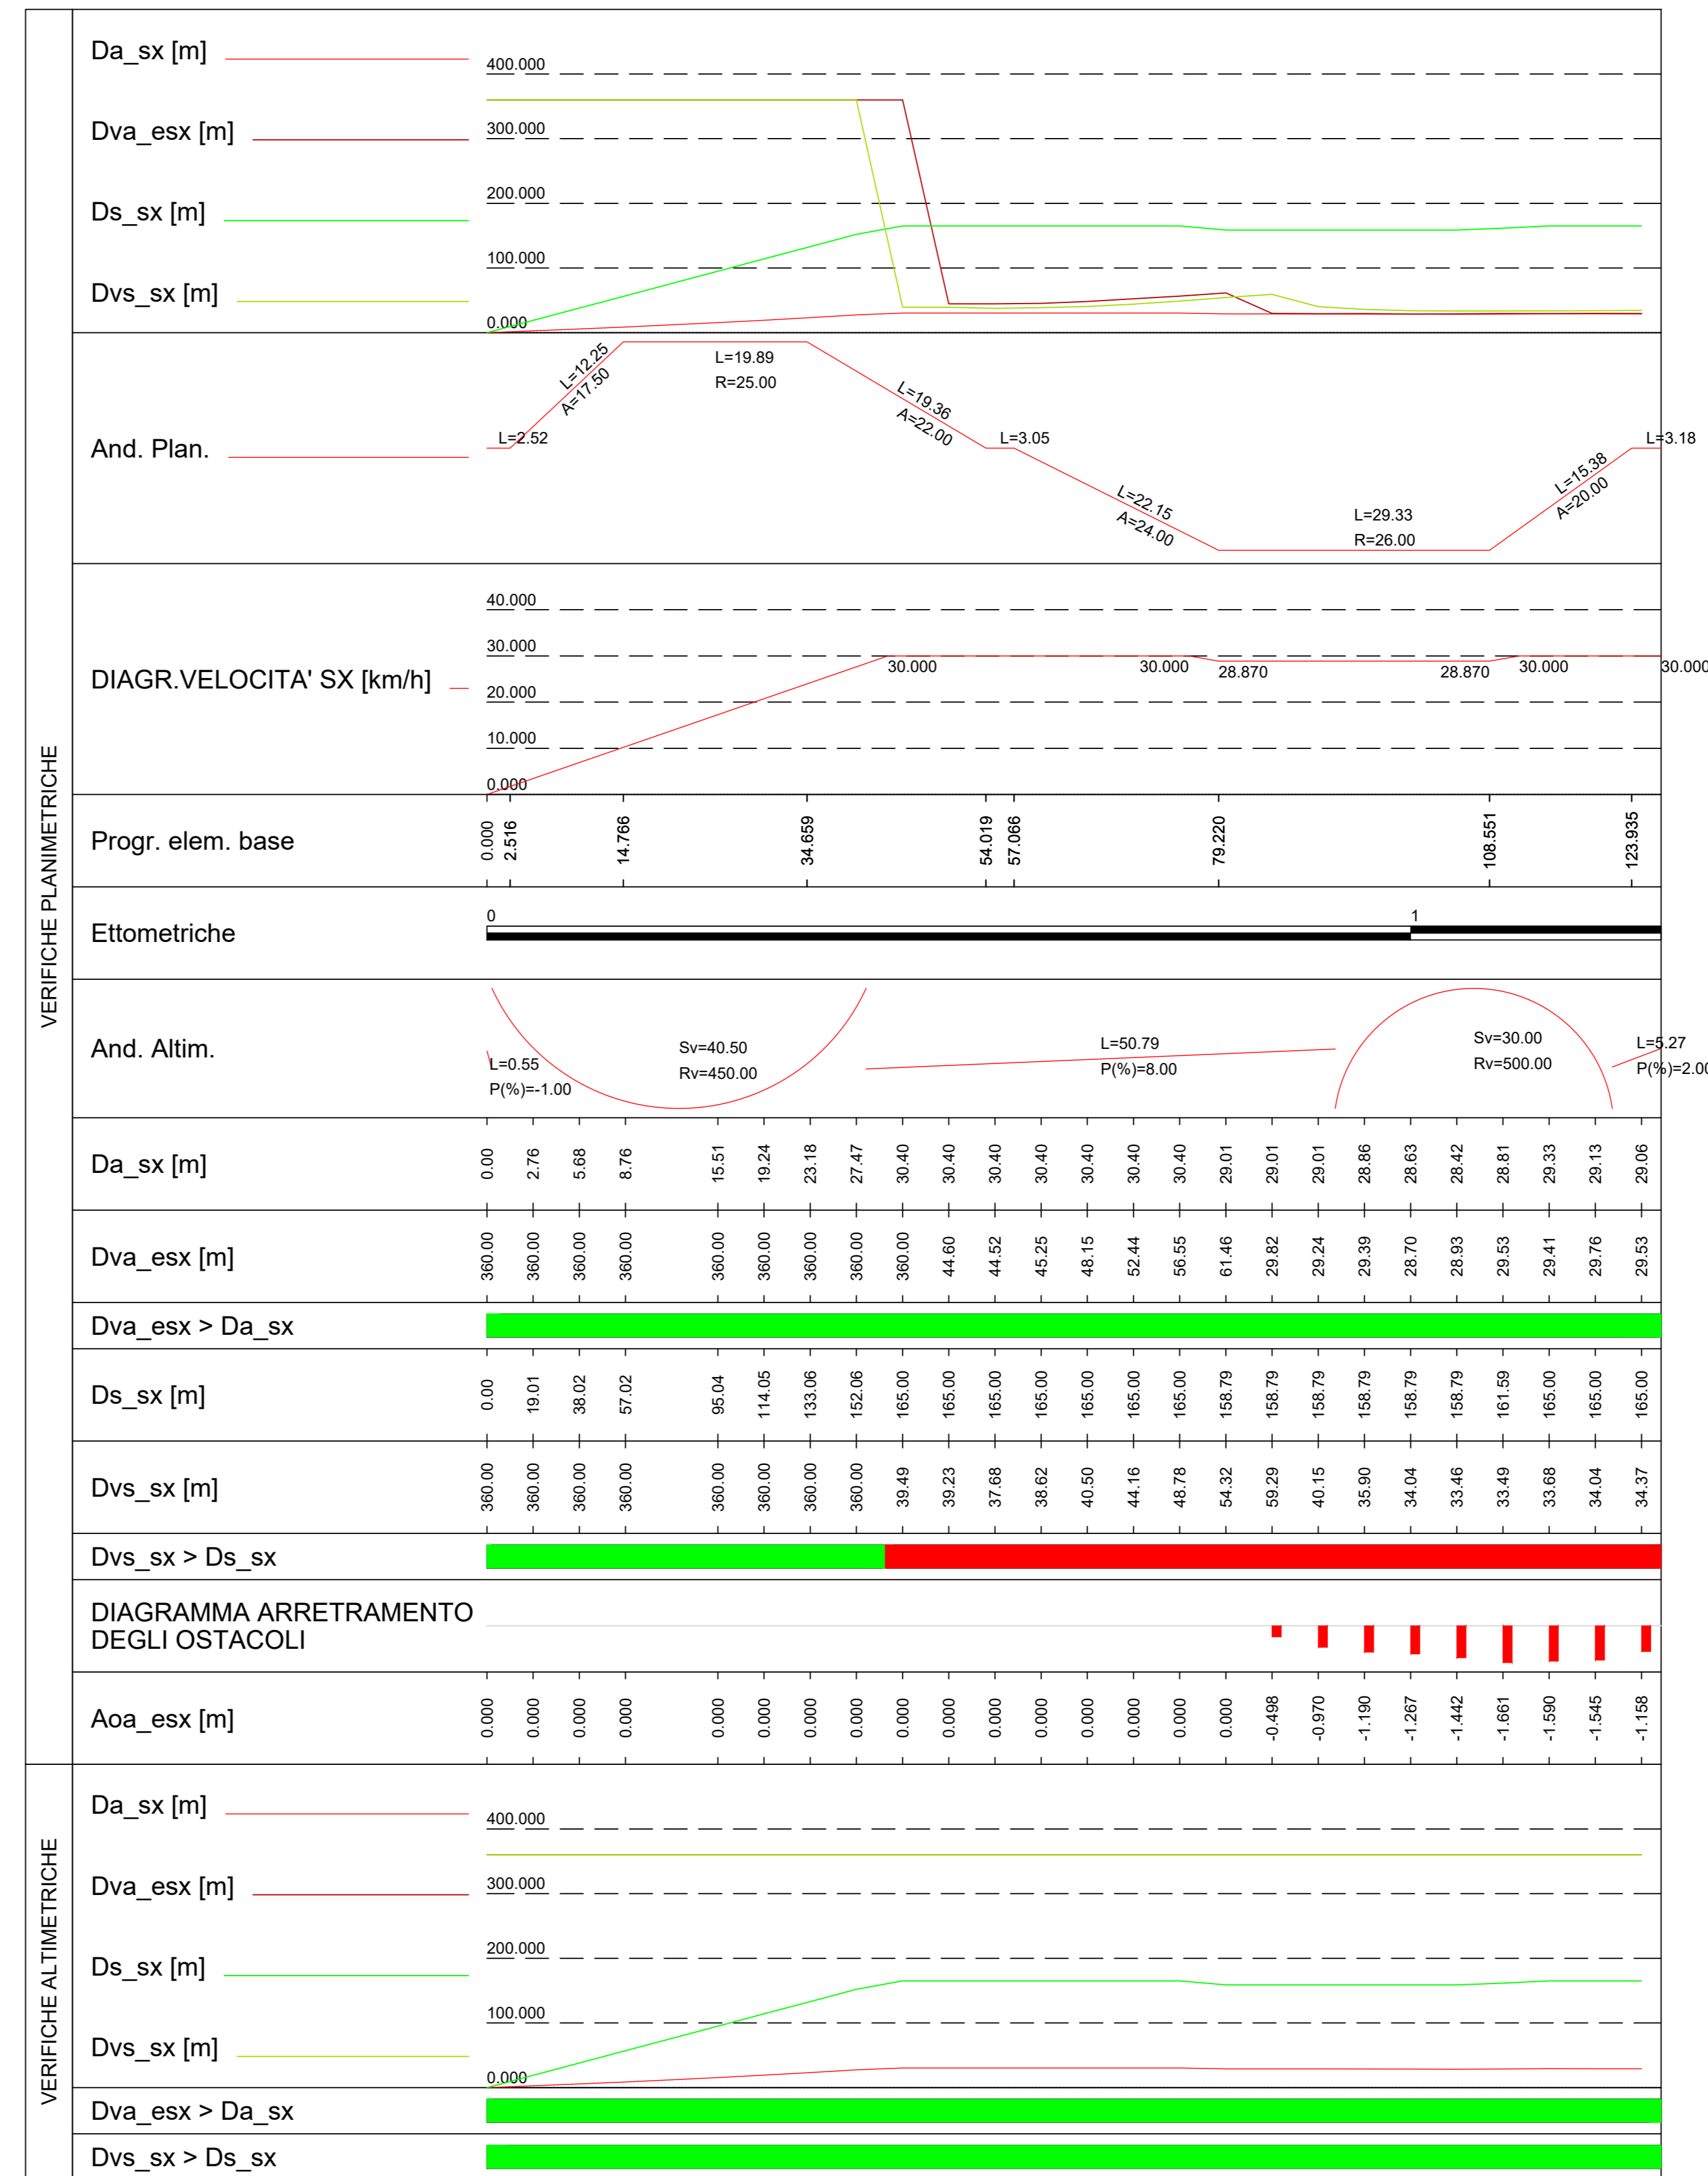 VERIFICHE PLANIMETRICHE
Da_sx [m]
Dva_esx [m]
Ds_sx [m]
Dvs_sx [m]
400.000
300.000
200.000
100.000
0.000
And. Plan.
L=2.52
L=12.25
A=17.50
L=19.89
R=25.00
L=19.36
A=22.00
L=3.05
L=22.15
A=24.00
L=29.33
R=26.00
L=15.38
A=20.00
L=3.18
DIAGR.VELOCITA' SX [km/h]
40.000
30.000
20.000
10.000
0.000
30.000 30.000 28.870 28.870 30.000 30.000
Progr. elem. base
0.000 2.516 14.766 34.659 54.019 57.066 79.220 108.551 123.935
Ettometriche
0 1
And. Altim.
L=0.55
P(%)=-1.00
Sv=40.50
Rv=450.00
L=50.79
P(%)=8.00
Sv=30.00
Rv=500.00
L=5.27
P(%)=2.00
Da_sx [m]
0.00 2.76 5.68 8.76 15.51 19.24 23.18 27.47 30.40 30.40 30.40 30.40 30.40 30.40 30.40 29.01 29.01 29.01 28.86 28.63 28.42 28.81 29.33 29.13 29.06
Dva_esx [m]
360.00 360.00 360.00 360.00 360.00 360.00 360.00 360.00 360.00 44.60 44.52 45.25 48.15 52.44 56.55 61.46 29.82 29.24 29.39 28.70 28.93 29.53 29.41 29.76 29.53
Dva_esx > Da_sx
Ds_sx [m]
0.00 19.01 38.02 57.02 95.04 114.05 133.06 152.06 165.00 165.00 165.00 165.00 165.00 165.00 165.00 158.79 158.79 158.79 158.79 158.79 158.79 161.59 165.00 165.00 165.00
Dvs_sx [m]
360.00 360.00 360.00 360.00 360.00 360.00 360.00 360.00 39.49 39.23 37.68 38.62 40.50 44.16 48.78 54.32 59.29 40.15 35.90 34.04 33.46 33.49 33.68 34.04 34.37
Dvs_sx > Ds_sx
DIAGRAMMA ARRETRAMENTO
DEGLI OSTACOLI
Aoa_esx [m]
0.000 0.000 0.000 0.000 0.000 0.000 0.000 0.000 0.000 0.000 0.000 0.000 0.000 0.000 0.000 0.000 -0.498 -0.970 -1.190 -1.267 -1.442 -1.661 -1.590 -1.545 -1.158
VERIFICHE ALTIMETRICHE
Da_sx [m]
Dva_esx [m]
Ds_sx [m]
Dvs_sx [m]
400.000
300.000
200.000
100.000
0.000
Dva_esx > Da_sx
Dvs_sx > Ds_sx